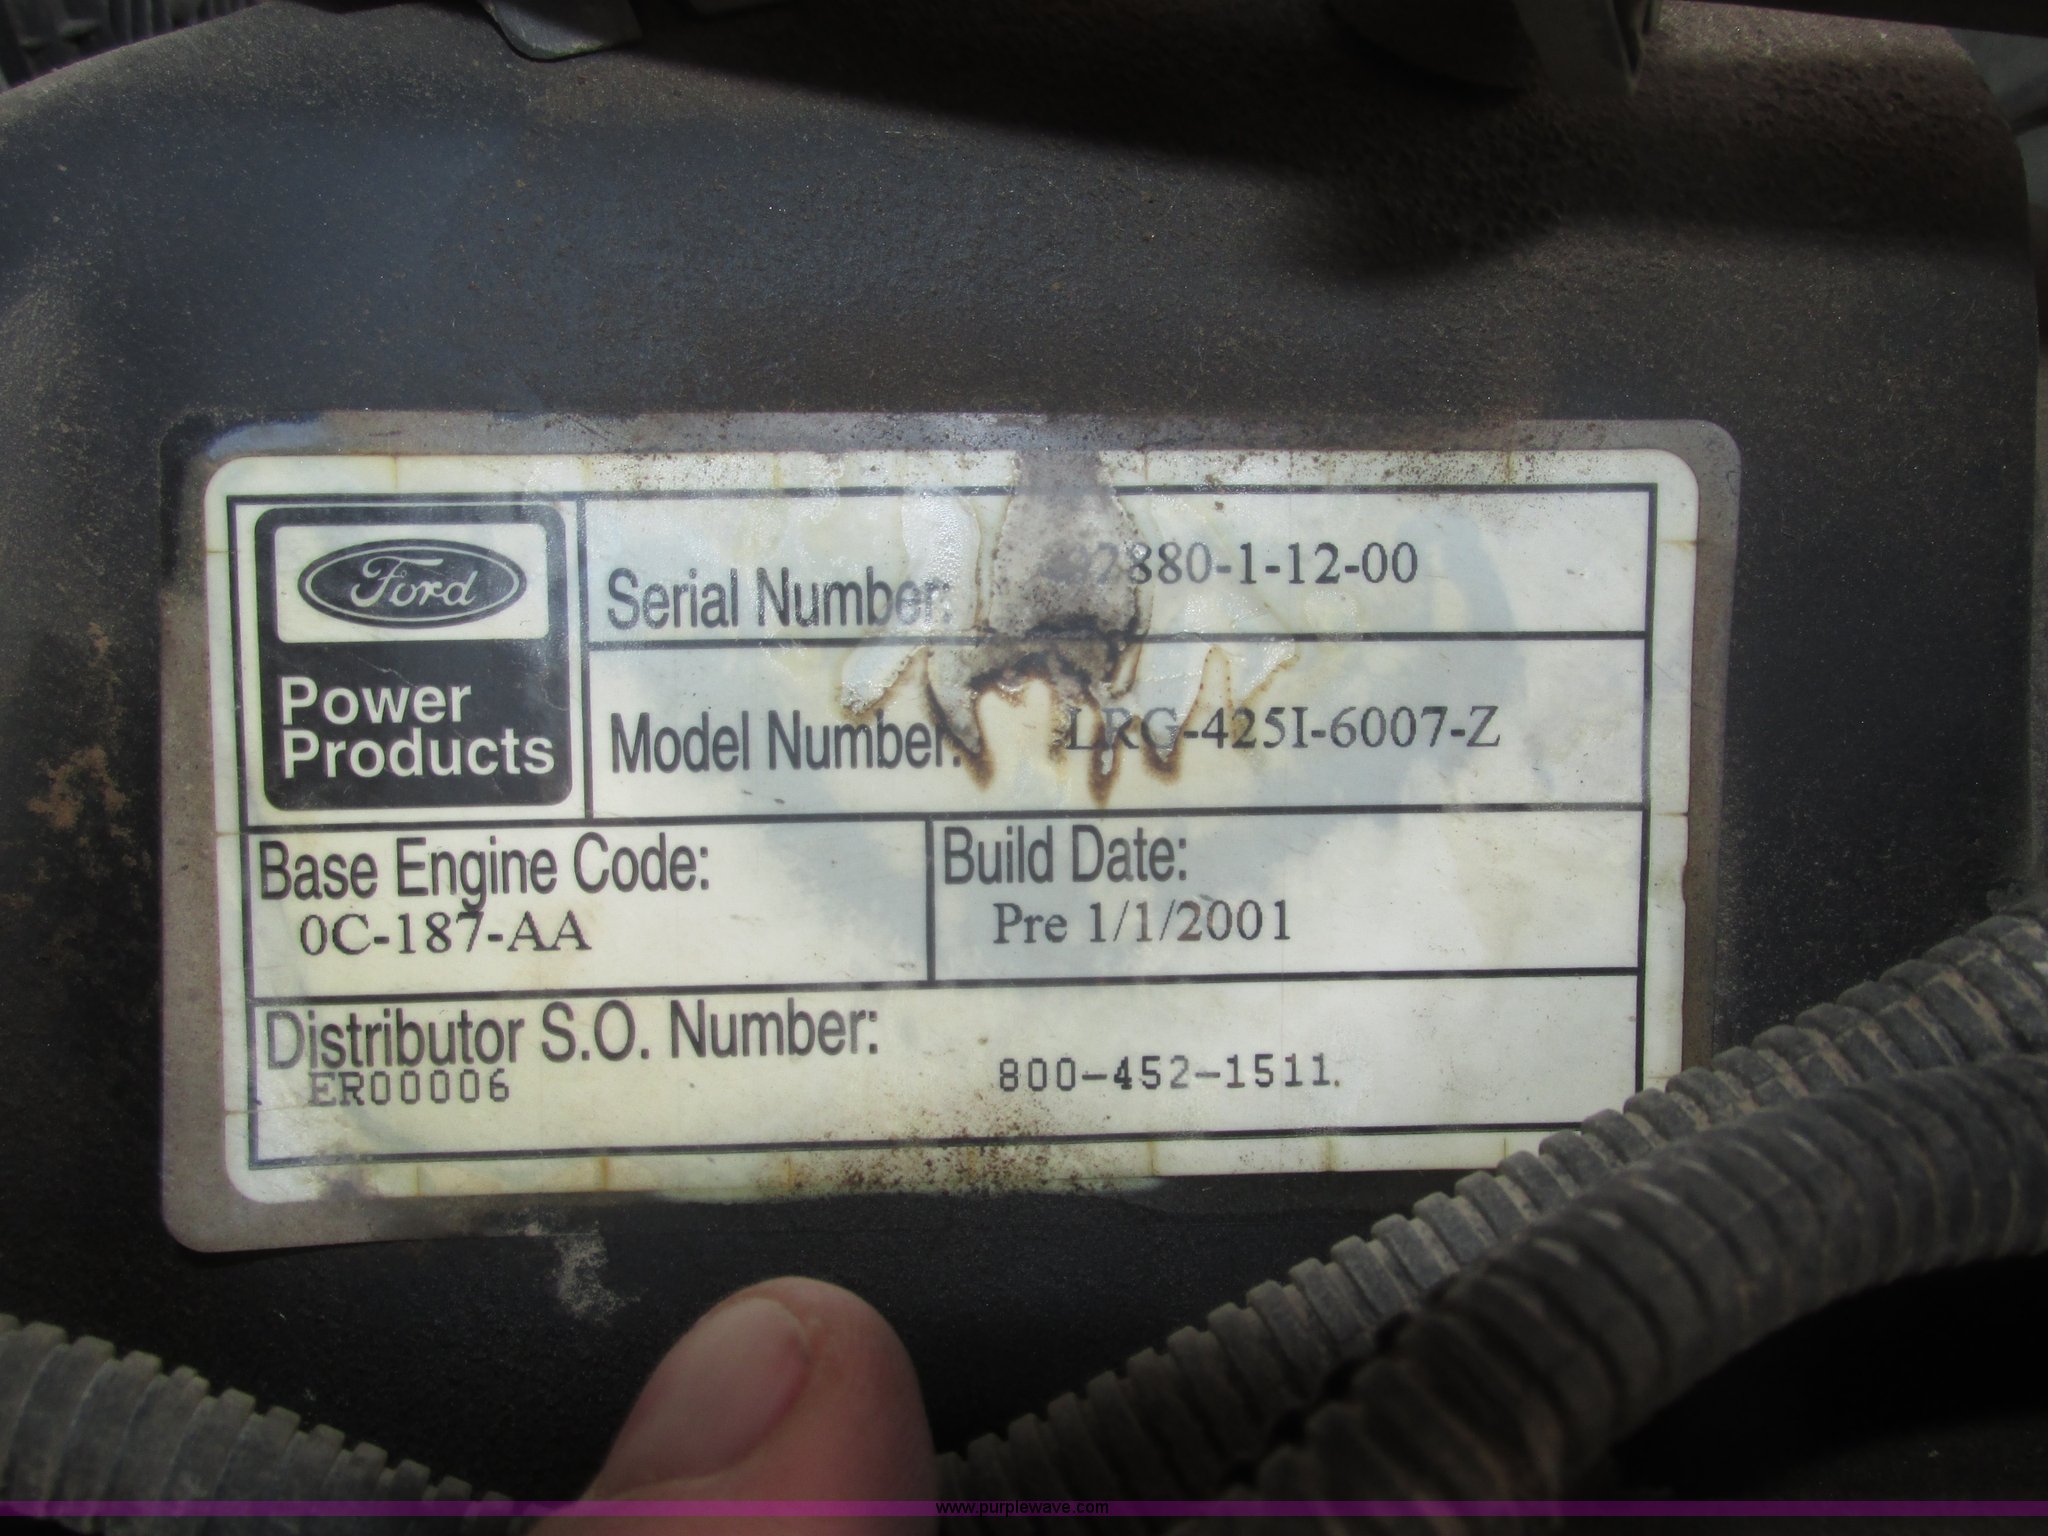 Ford
Power
Products
Serial Number: 880-1-12-00
Model Number: LRG-425I-6007-Z
Base Engine Code:
0C-187-AA
Build Date:
Pre 1/1/2001
Distributor S.O. Number:
ER00006
800-452-1511.
www.purplewave.com